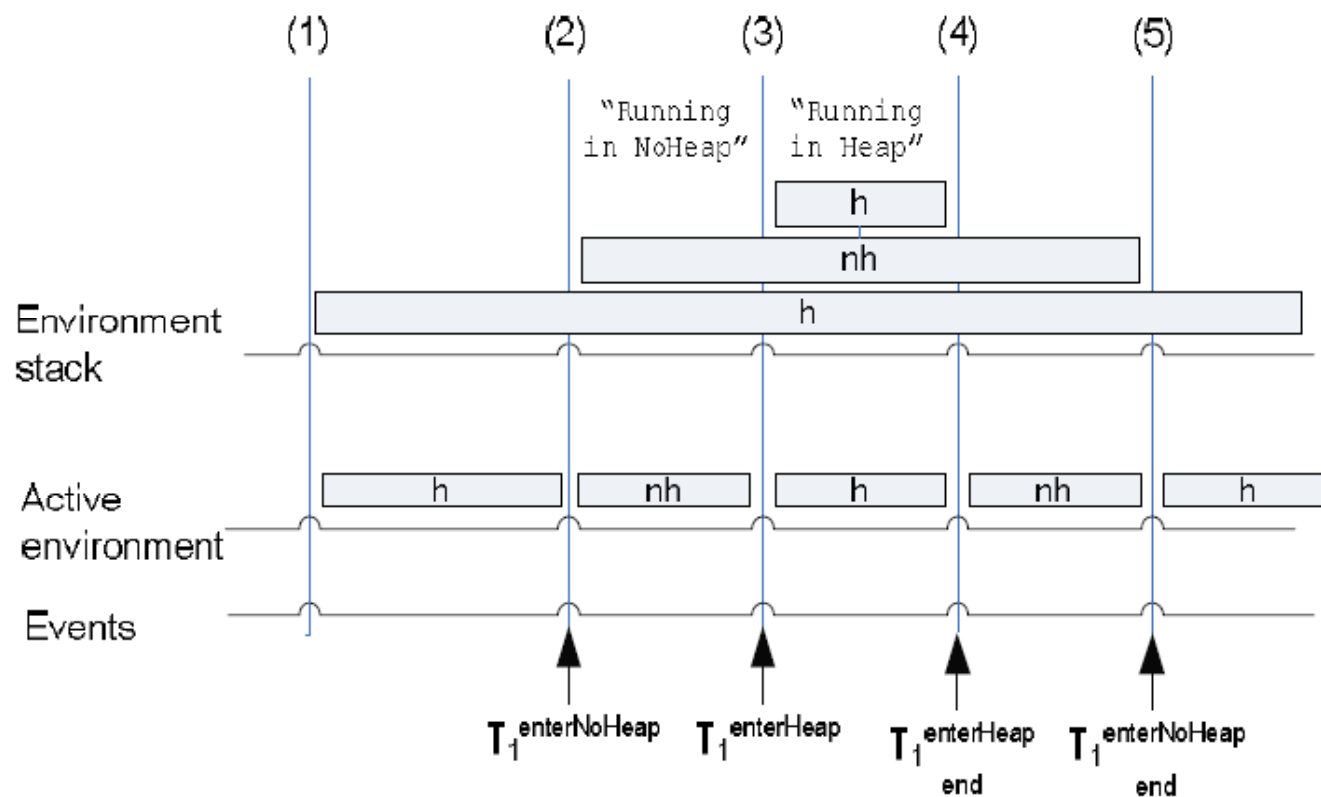 (1) (2) (3) (4) (5)
“Running
in NoHeap”
“Running
in Heap”
h
nh
h
Environment
stack
h nh h nh h
Active
environment
Events
T1enterNoHeap
T1enterHeap
T1enterHeap
end
T1enterNoHeap
end